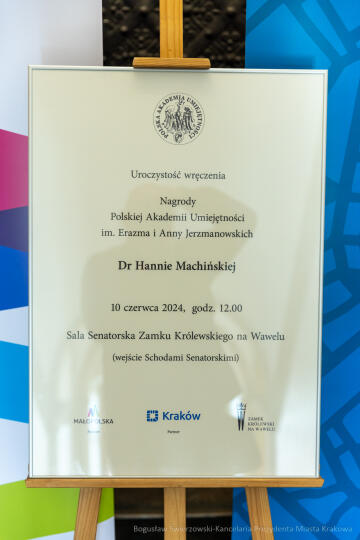 POLSKA AKADEMIA UMIEJĘTNOŚCI
Uroczystość wręczenia
Nagrody
Polskiej Akademii Umiejętności
im. Erazma i Anny Jerzmanowskich
Dr Hannie Machińskiej
10 czerwca 2024, godz. 12.00
Sala Senatorska Zamku Królewskiego na Wawelu
(wejście Schodami Senatorskimi)
MAŁOPOLSKA
Partner
Kraków
Partner
ZAMEK
KRÓLEWSKI
NA WAWELU
Bogusław Świerzowski-Kancelaria Prezydenta Miasta Krakowa